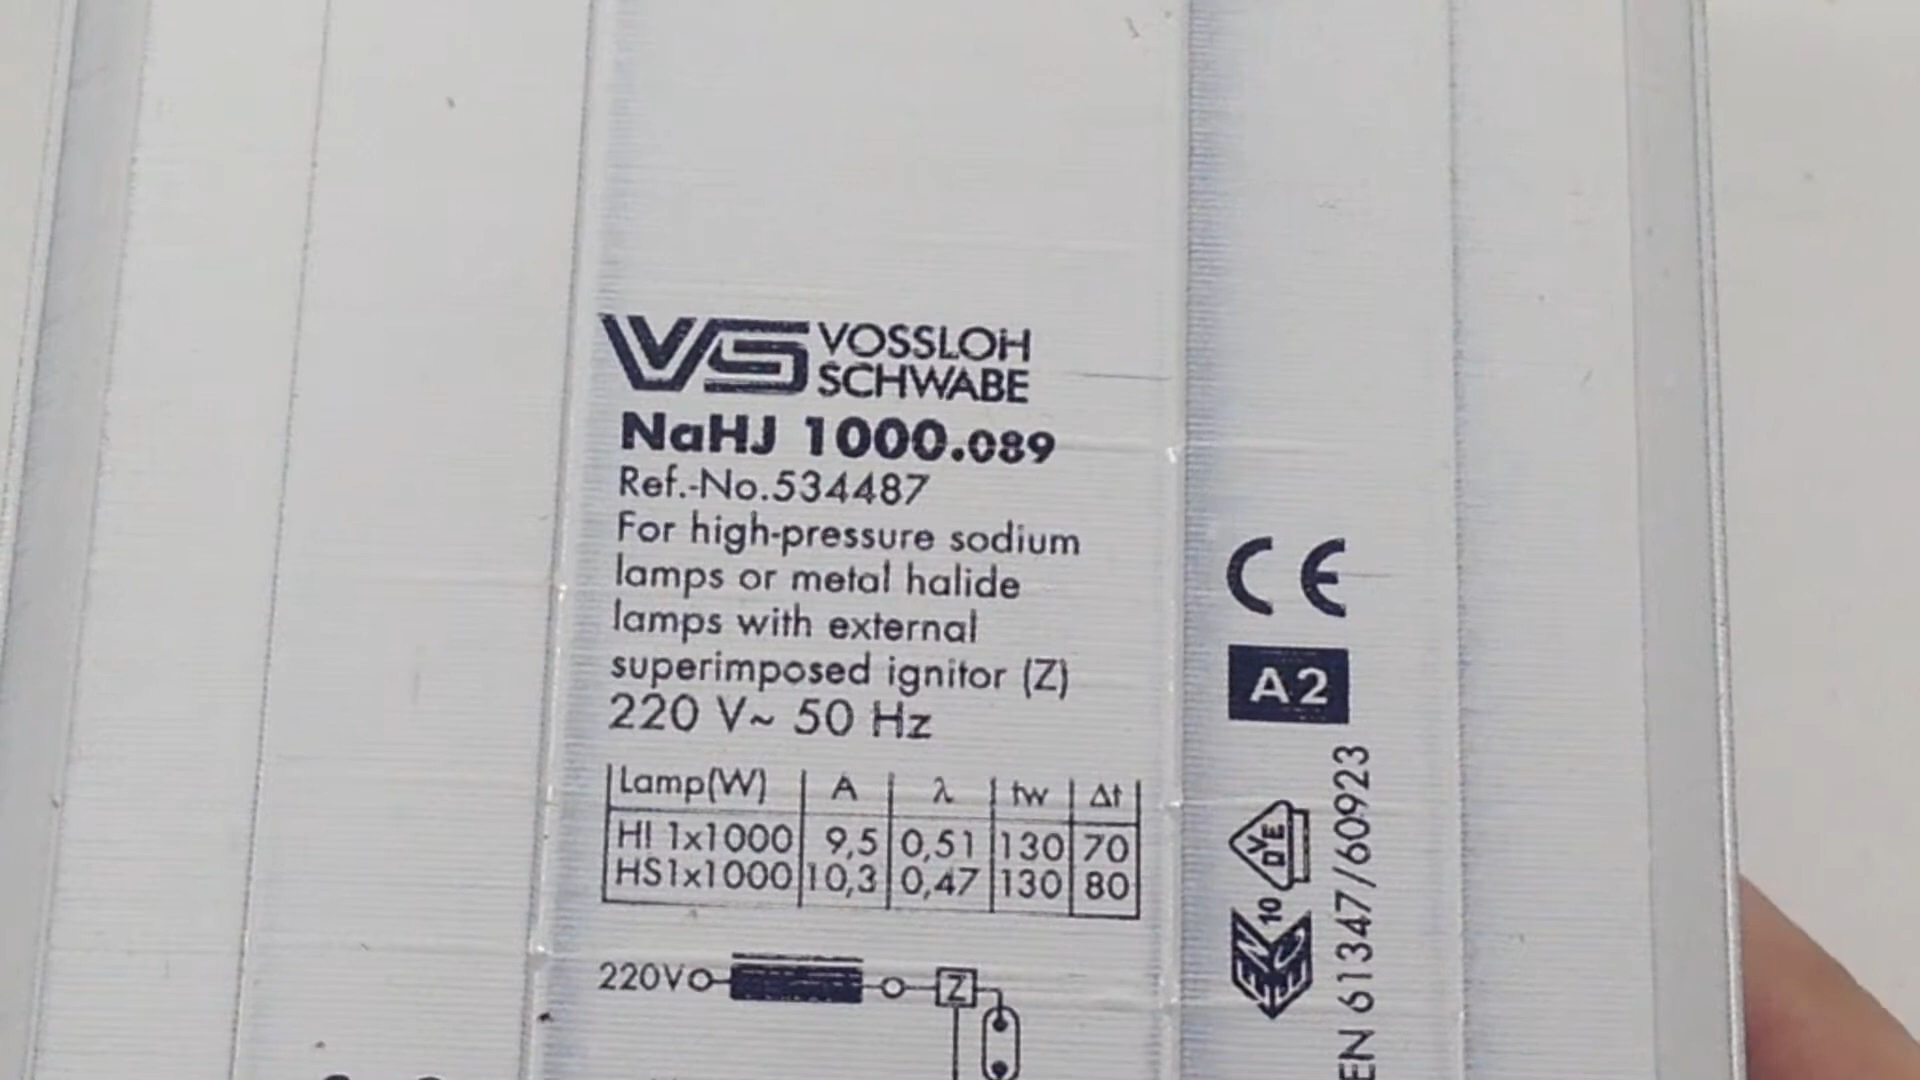 VS VOSSLOH
SCHWABE
NaHJ 1000.089
Ref.-No.534487
For high-pressure sodium
lamps or metal halide
lamps with external
superimposed ignitor (Z)
220 V~ 50 Hz
Lamp(W) A λ tw Δt
HI 1x1000 9,5 0,51 130 70
HS1x1000 10,3 0,47 130 80
220V Z
CE
A2
VDE
10
EN 61347/60923